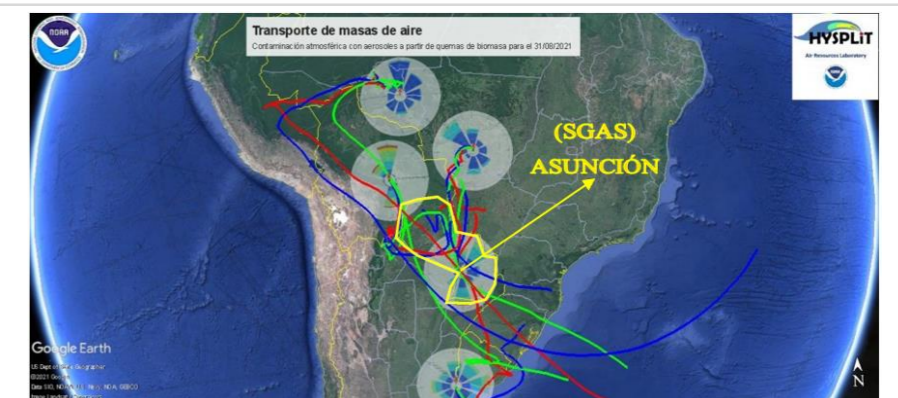 NOAA
Transporte de masas de aire
Contaminación atmosférica con aerosoles a partir de quemas de biomasa para el 31/08/2021
HYSPLIT
Air Resources Laboratory
(SGAS)
ASUNCIÓN
Google Earth
US Dept of Geographer
©2021 Google
N